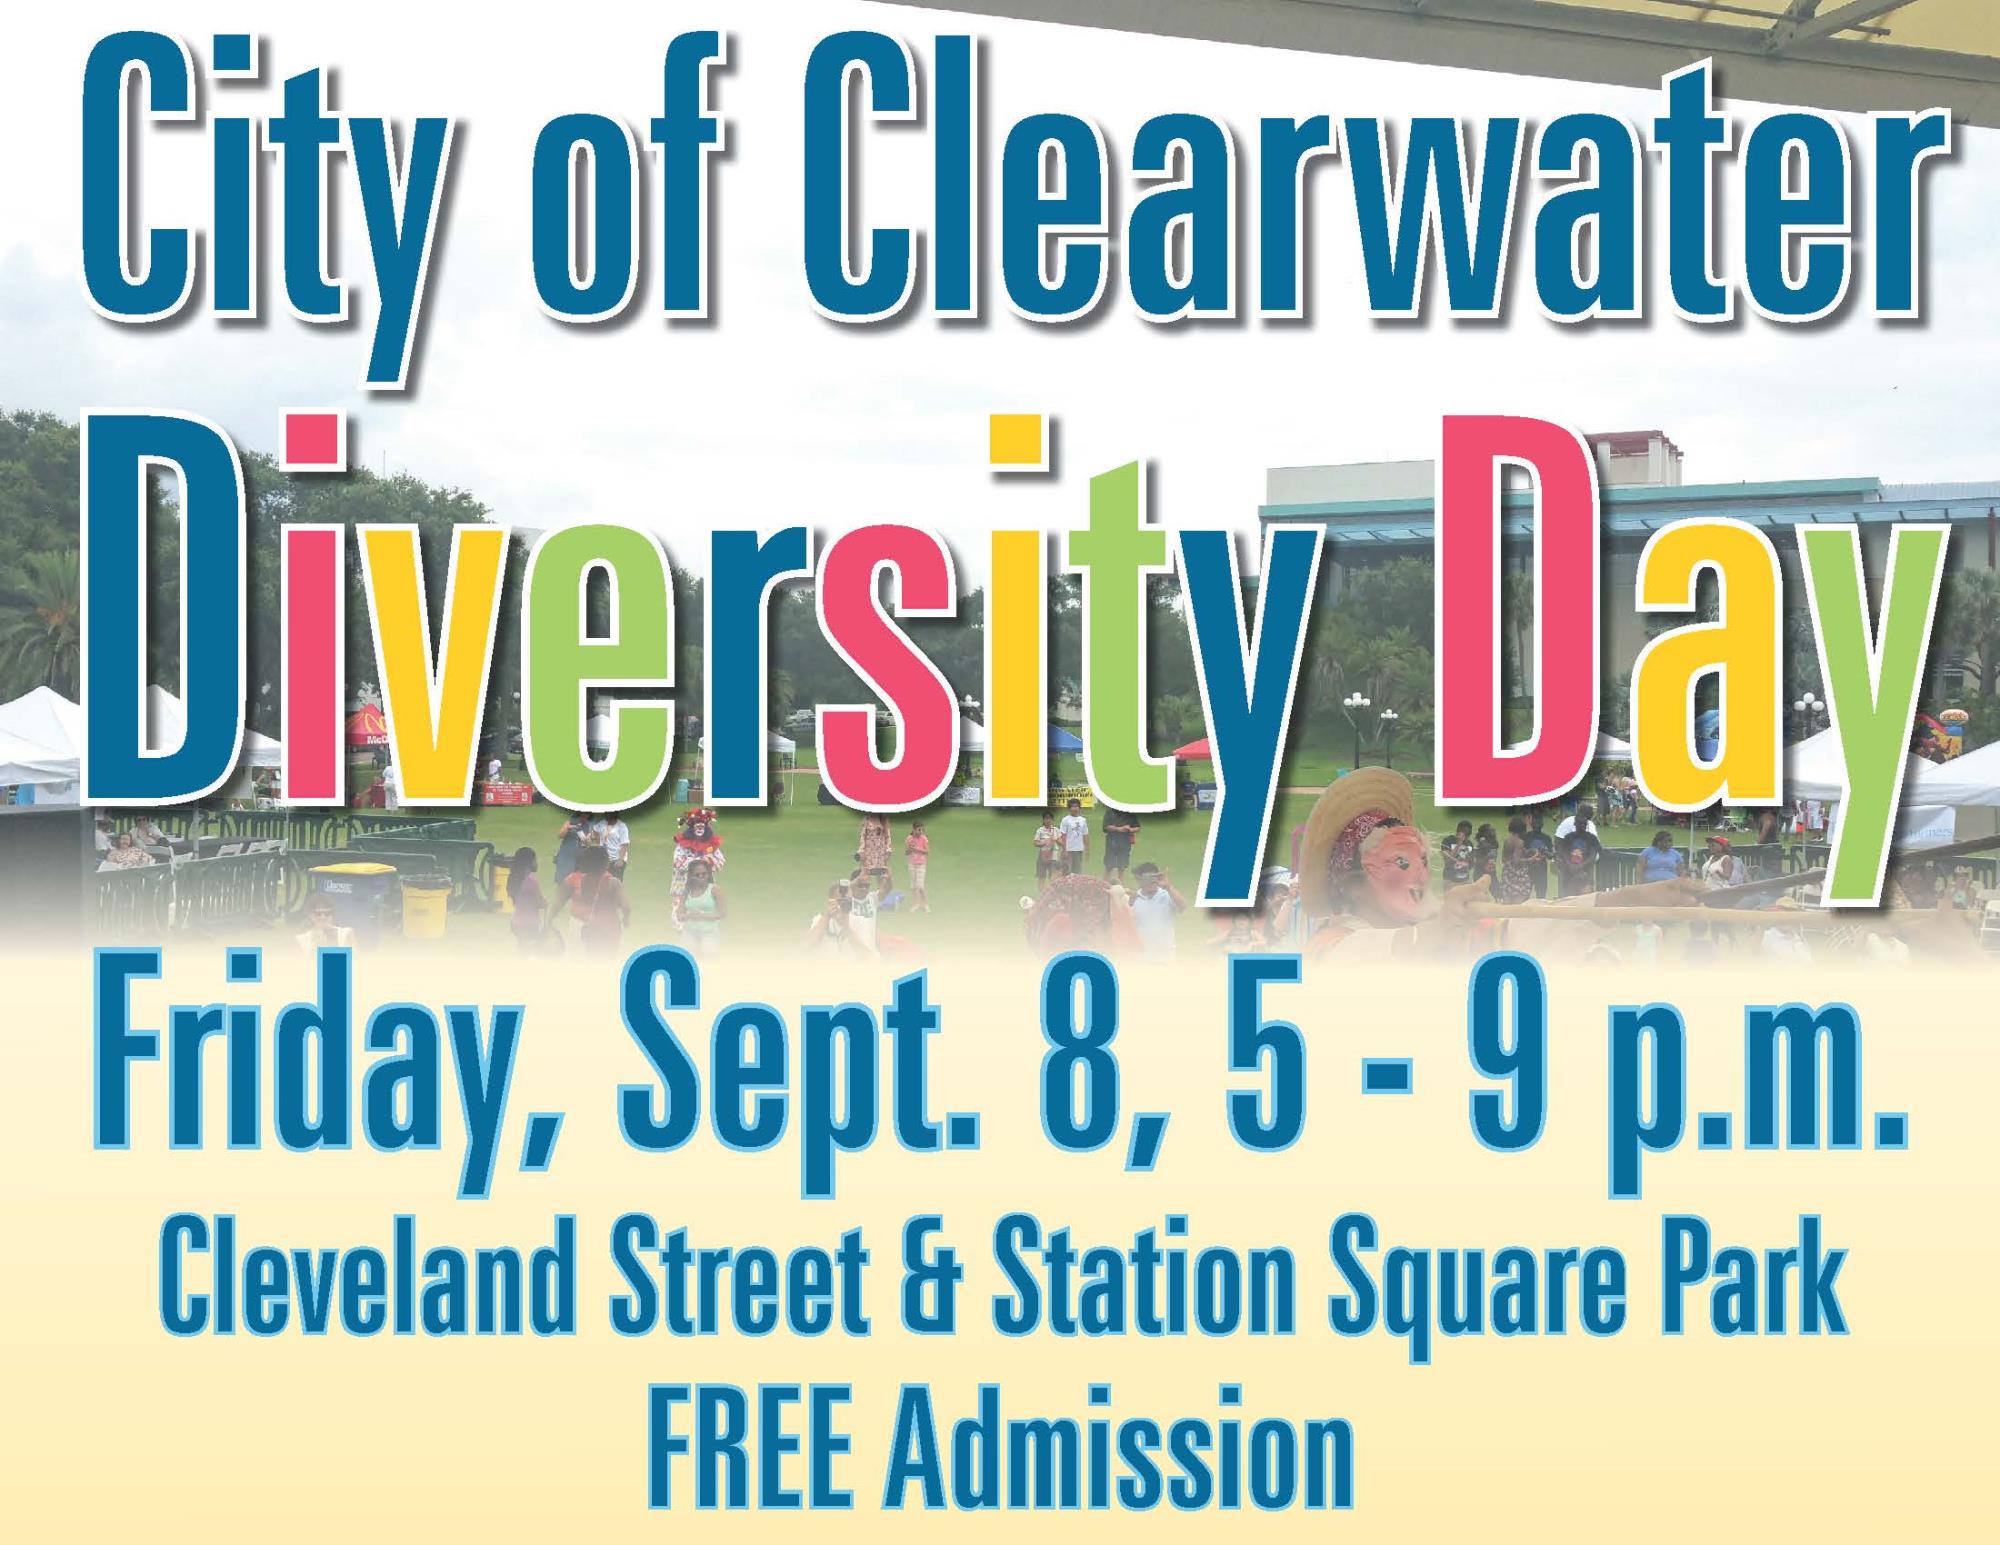 City of Clearwater
Diversity Day
Friday, Sept. 8, 5 - 9 p.m.
Cleveland Street & Station Square Park
FREE Admission